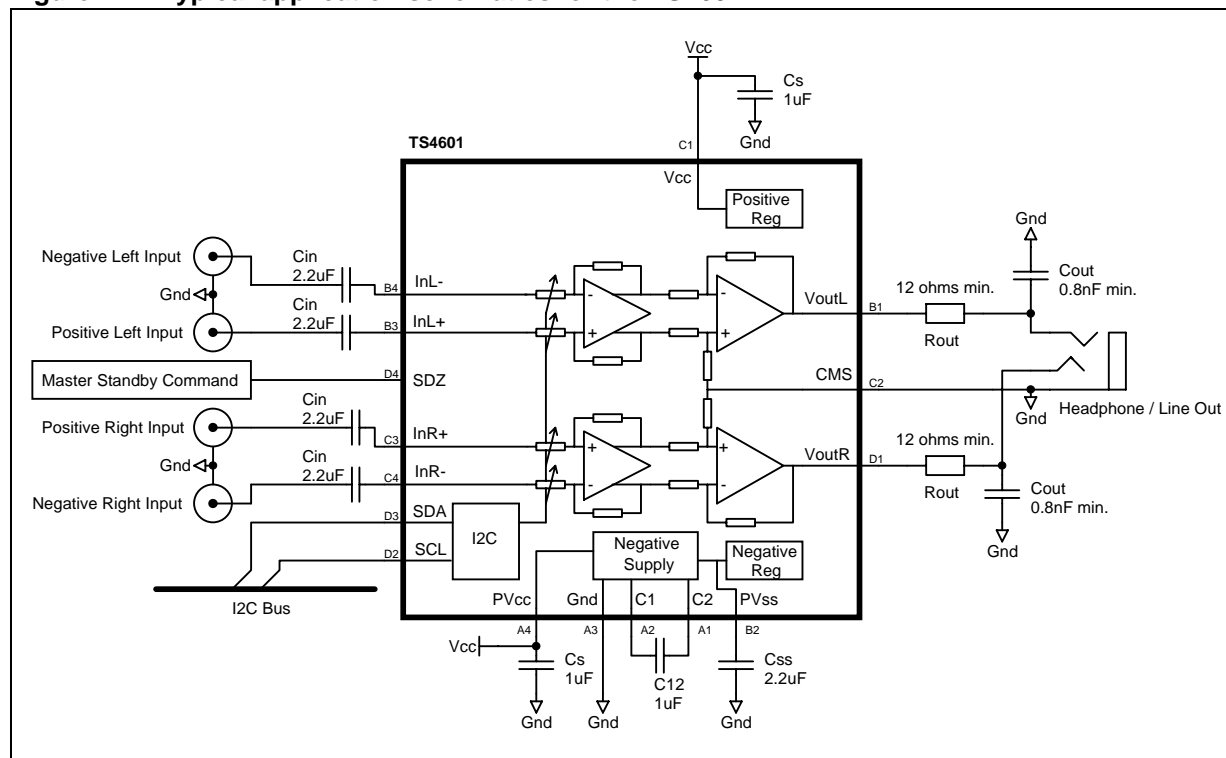 Vcc
Cs
1uF
Gnd
TS4601
C1
Vcc
Positive
Reg
Negative Left Input
Cin
2.2uF
B4
InL-
Gnd
Cin
2.2uF
B3
InL+
Positive Left Input
Master Standby Command
D4
SDZ
Positive Right Input
Cin
2.2uF
C3
InR+
Gnd
Cin
2.2uF
C4
InR-
Negative Right Input
D3
SDA
D2
SCL
I2C
I2C Bus
-
+
-
+
+
-
+
-
VoutL
B1
12 ohms min.
Rout
Gnd
Cout
0.8nF min.
CMS
C2
Gnd
Headphone / Line Out
VoutR
D1
12 ohms min.
Rout
Cout
0.8nF min.
Gnd
Negative
Supply
Negative
Reg
PVcc
Gnd
C1
C2
PVss
A4
A3
A2
A1
B2
Vcc
Cs
1uF
C12
1uF
Css
2.2uF
Gnd
Gnd
Gnd